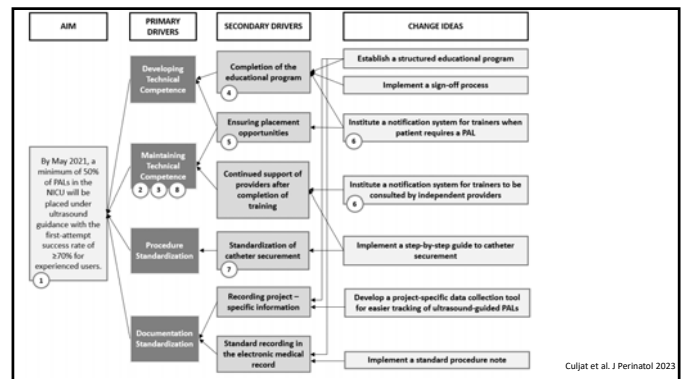 AIM
PRIMARY
DRIVERS
SECONDARY DRIVERS
CHANGE IDEAS
By May 2021, a
minimum of 50%
of PALs in the
NICU will be
placed under
ultrasound
guidance with the
first-attempt
success rate of
≥70% for
experienced users.
1
Developing
Technical
Competence
Maintaining
Technical
Competence
2 3 8
Procedure
Standardization
Documentation
Standardization
Completion of the
educational program
4
Ensuring placement
opportunities
5
Continued support of
providers after
completion of
training
Standardization of
catheter securement
7
Recording project –
specific information
Standard recording in
the electronic medical
record
Establish a structured educational program
Implement a sign-off process
Institute a notification system for trainers when
patient requires a PAL
6
Institute a notification system for trainers to be
consulted by independent providers
6
Implement a step-by-step guide to catheter
securement
Develop a project-specific data collection tool
for easier tracking of ultrasound-guided PALs
Implement a standard procedure note
Culjat et al. J Perinatol 2023